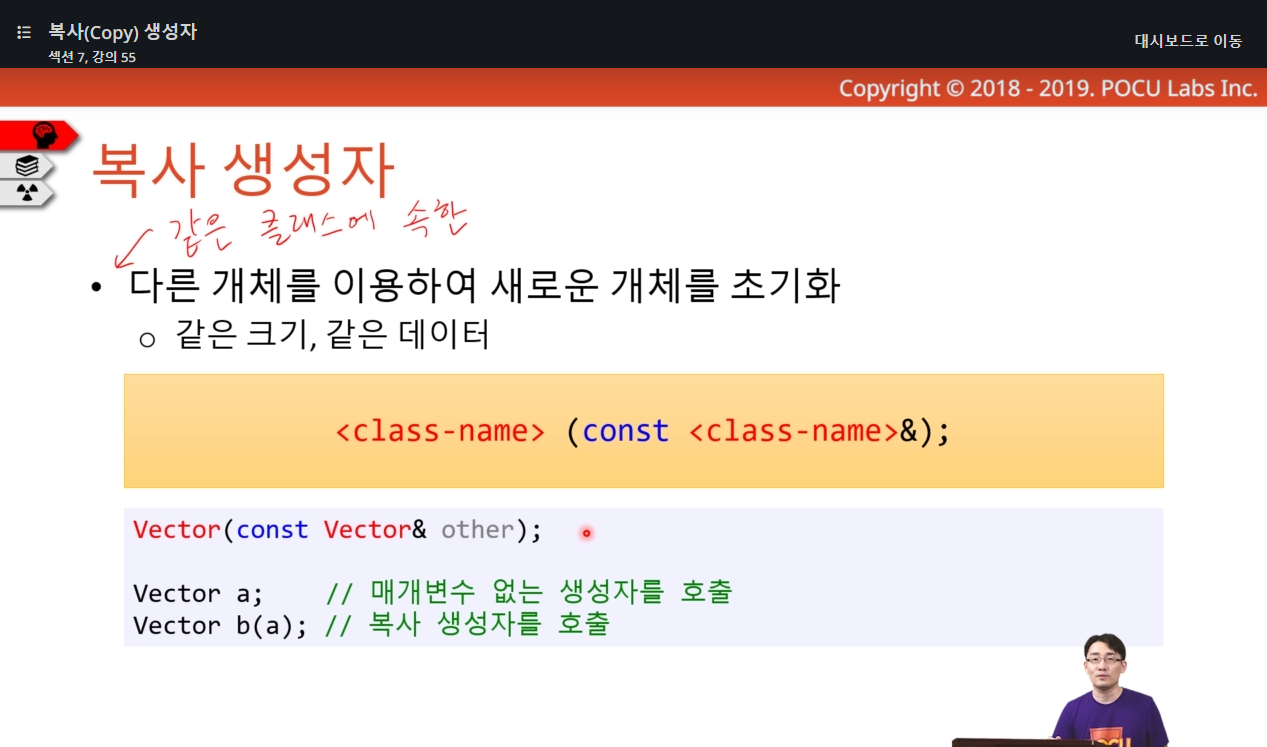 복사(Copy) 생성자
섹션 7, 강의 55
대시보드로 이동
Copyright © 2018 - 2019. POCU Labs Inc.
복사 생성자
같은 클래스에 속한
• 다른 개체를 이용하여 새로운 개체를 초기화
o 같은 크기, 같은 데이터
<class-name> (const <class-name>&);
Vector(const Vector& other);
Vector a; // 매개변수 없는 생성자를 호출
Vector b(a); // 복사 생성자를 호출
POCU